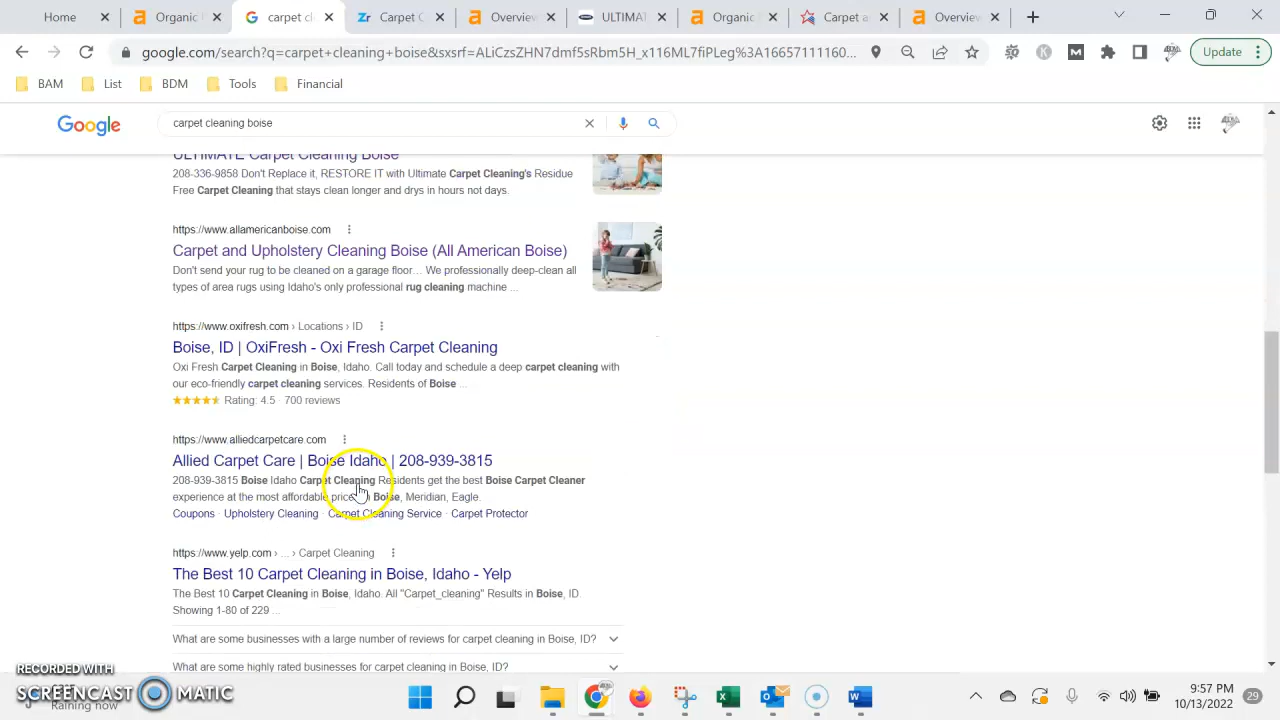 Home
Organic
carpet cl
Carpet C
Overview
ULTIMAT
Organic
Carpet a
Overview
google.com/search?q=carpet+cleaning+boise&sxsrf=ALiCzsZHN7dmf5sRbm5H_x116ML7fiPLeg%3A16657111160...
Update
BAM
List
BDM
Tools
Financial
Google
carpet cleaning boise
ULTIMATE Carpet Cleaning Boise
208-336-9858 Don't Replace it, RESTORE IT with Ultimate Carpet Cleaning's Residue
Free Carpet Cleaning that stays clean longer and drys in hours not days.
https://www.allamericanboise.com
Carpet and Upholstery Cleaning Boise (All American Boise)
Don't send your rug to be cleaned on a garage floor... We professionally deep-clean all
types of area rugs using Idaho's only professional rug cleaning machine ...
https://www.oxifresh.com › Locations › ID
Boise, ID | OxiFresh - Oxi Fresh Carpet Cleaning
Oxi Fresh Carpet Cleaning in Boise, Idaho. Call today and schedule a deep carpet cleaning with
our eco-friendly carpet cleaning services. Residents of Boise ...
Rating: 4.5 · 700 reviews
https://www.alliedcarpetcare.com
Allied Carpet Care | Boise Idaho | 208-939-3815
208-939-3815 Boise Idaho Carpet Cleaning Residents get the best Boise Carpet Cleaner
experience at the most affordable prices in Boise, Meridian, Eagle.
Coupons · Upholstery Cleaning · Carpet Cleaning Service · Carpet Protector
https://www.yelp.com › ... › Carpet Cleaning
The Best 10 Carpet Cleaning in Boise, Idaho - Yelp
The Best 10 Carpet Cleaning in Boise, Idaho. All "Carpet_cleaning" Results in Boise, ID.
Showing 1-80 of 229 ...
What are some businesses with a large number of reviews for carpet cleaning in Boise, ID?
What are some highly rated businesses for carpet cleaning in Boise, ID?
RECORDED WITH
SCREENCAST MATIC
Raining now
9:57 PM
10/13/2022
29